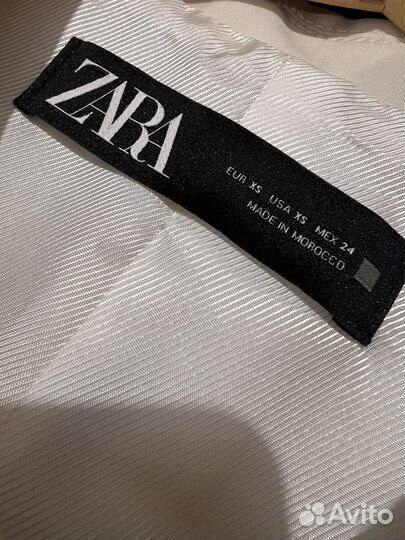 ZARA
EUR XS USA XS MEX 24
MADE IN MOROCCO
Avito